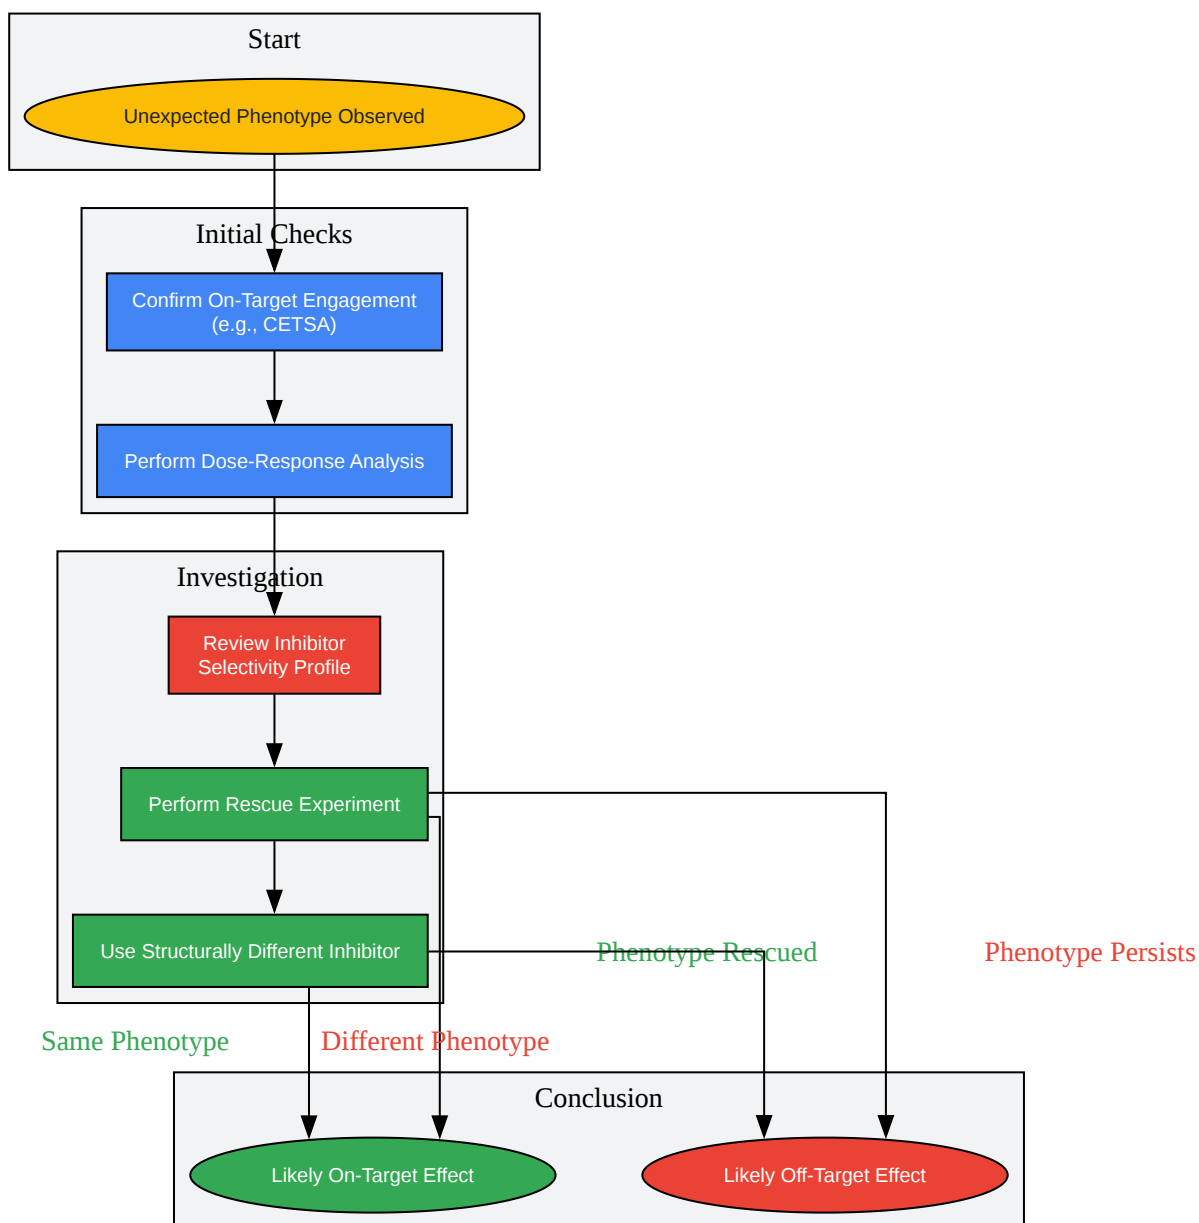 Start
Unexpected Phenotype Observed
Initial Checks
Confirm On-Target Engagement
(e.g., CETSA)
Perform Dose-Response Analysis
Investigation
Review Inhibitor
Selectivity Profile
Perform Rescue Experiment
Use Structurally Different Inhibitor
Phenotype Rescued
Phenotype Persists
Same Phenotype
Different Phenotype
Conclusion
Likely On-Target Effect
Likely Off-Target Effect